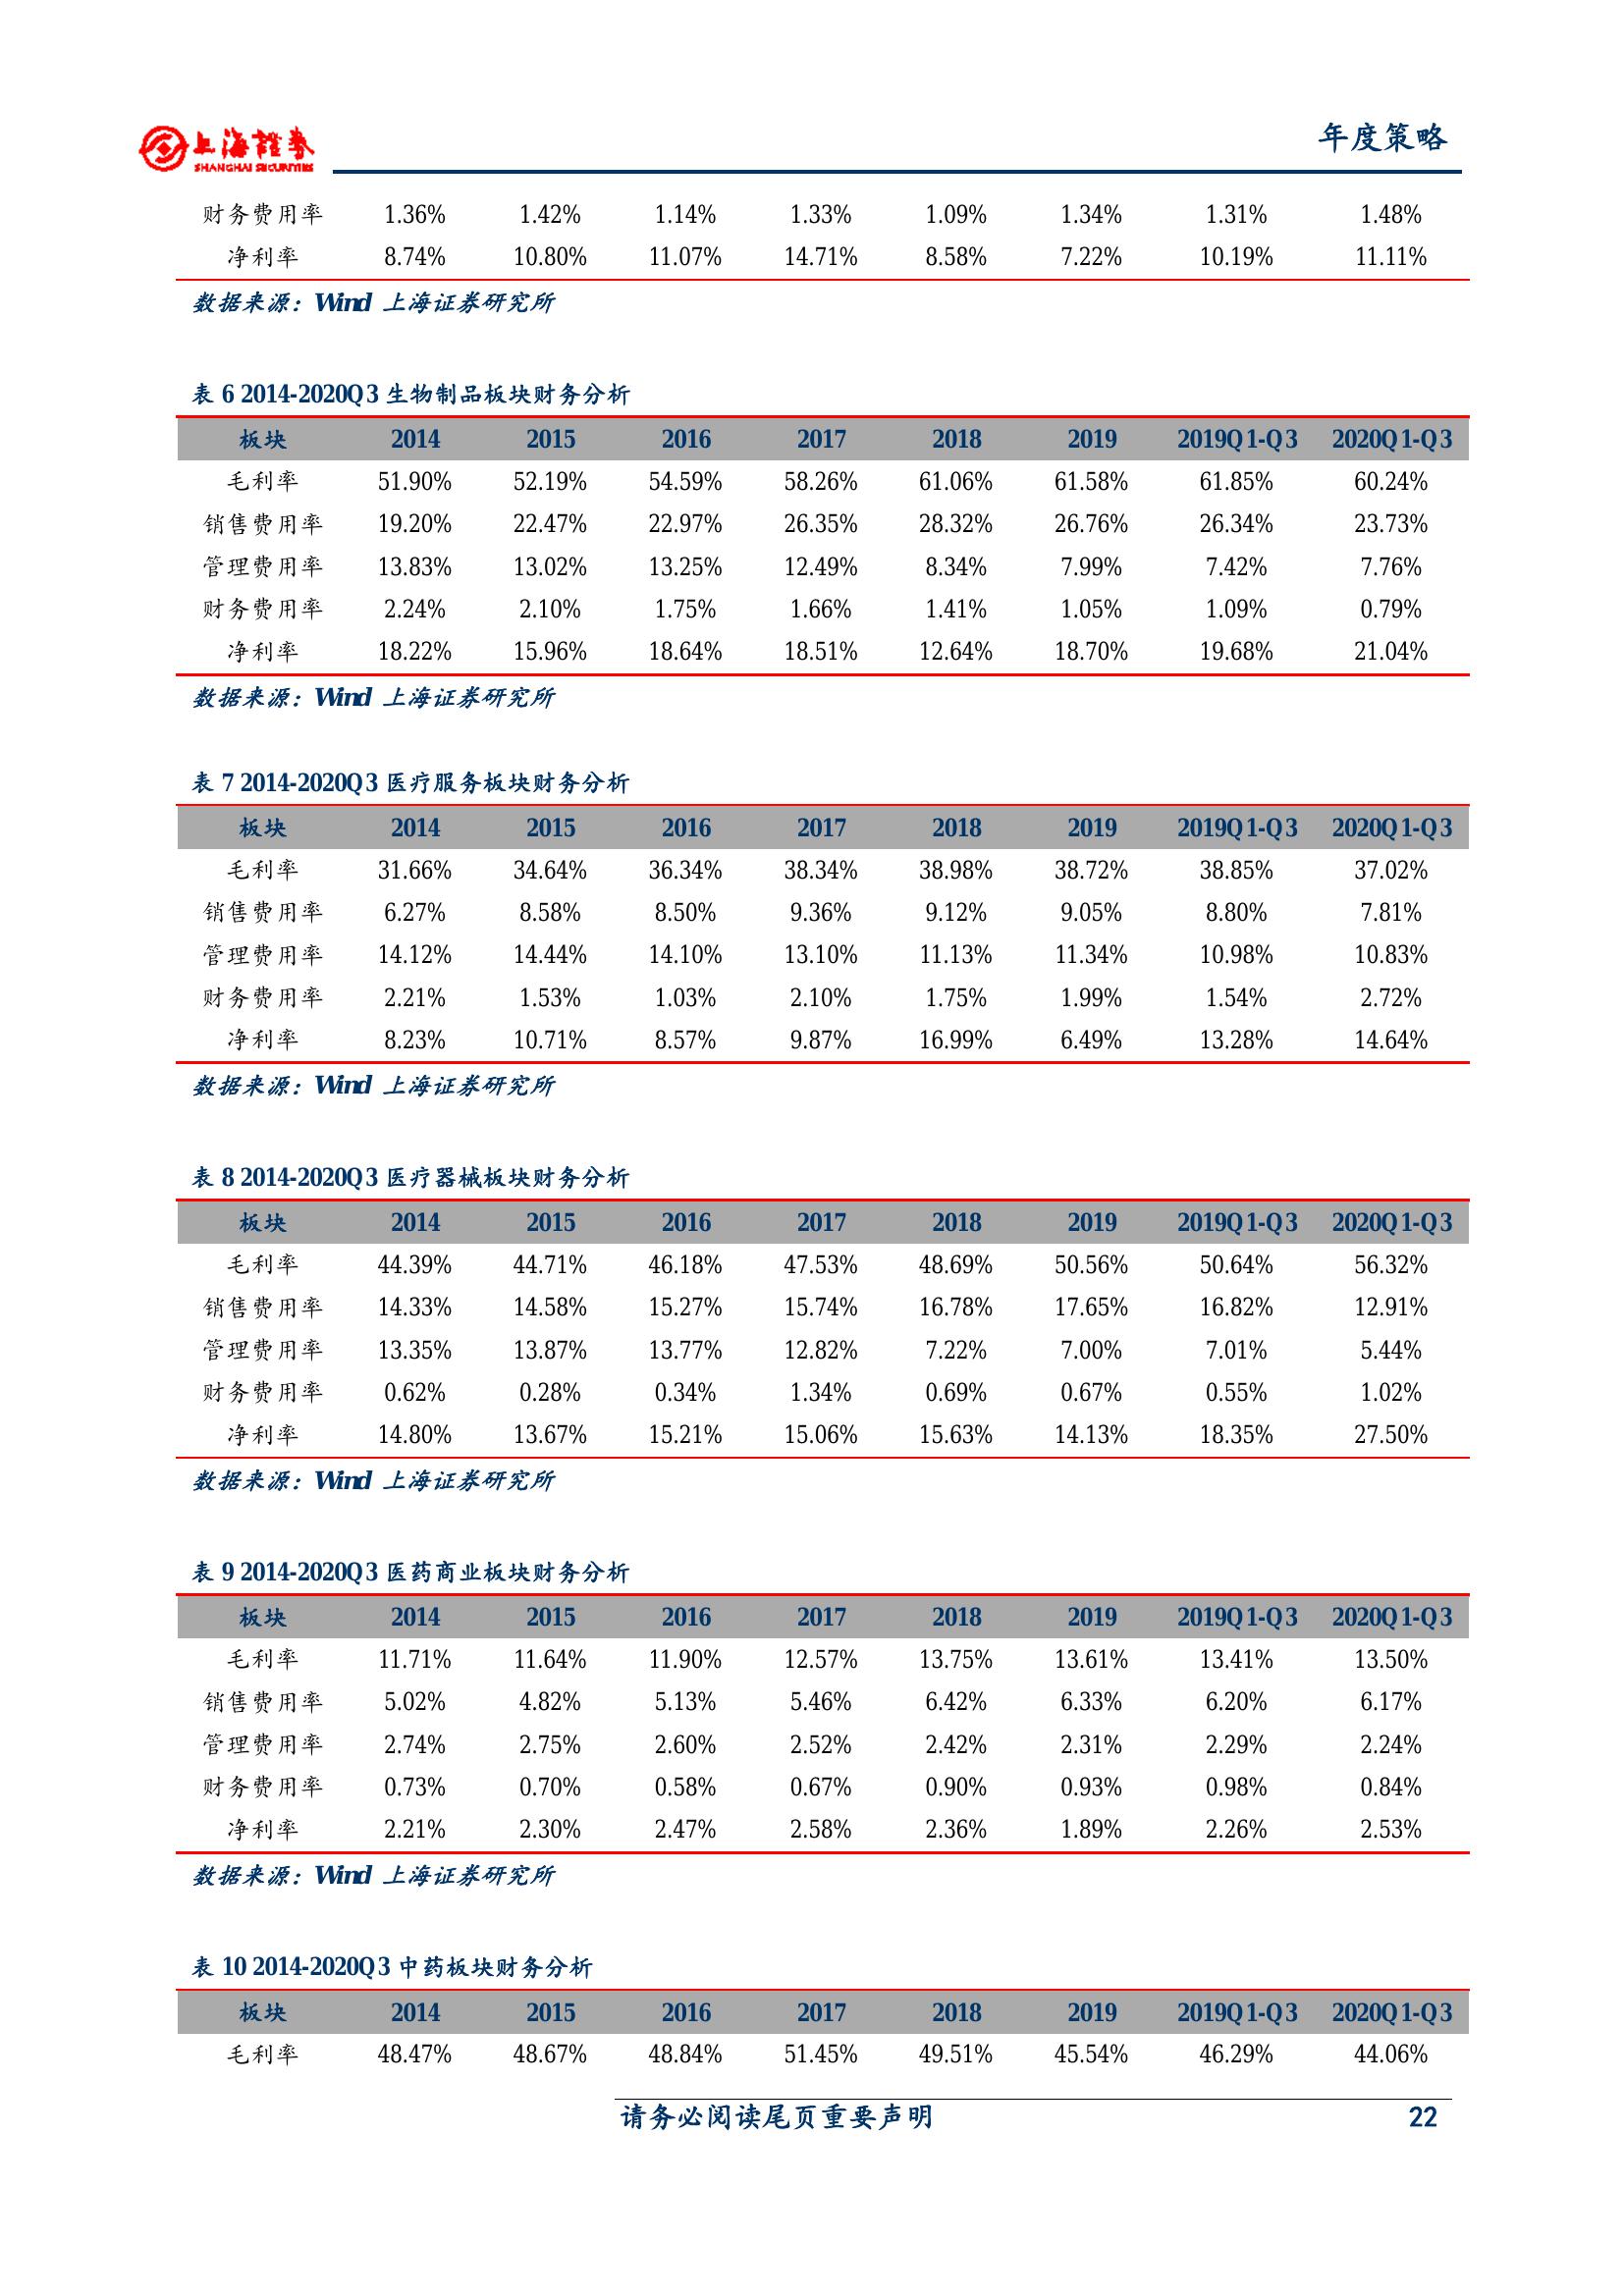 上海證券
SHANGHAI SECURITIES
年度策略
财务费用率 1.36% 1.42% 1.14% 1.33% 1.09% 1.34% 1.31% 1.48%
净利率 8.74% 10.80% 11.07% 14.71% 8.58% 7.22% 10.19% 11.11%
数据来源：Wind 上海证券研究所
表 6 2014-2020Q3 生物制品板块财务分析
板块 2014 2015 2016 2017 2018 2019 2019Q1-Q3 2020Q1-Q3
毛利率 51.90% 52.19% 54.59% 58.26% 61.06% 61.58% 61.85% 60.24%
销售费用率 19.20% 22.47% 22.97% 26.35% 28.32% 26.76% 26.34% 23.73%
管理费用率 13.83% 13.02% 13.25% 12.49% 8.34% 7.99% 7.42% 7.76%
财务费用率 2.24% 2.10% 1.75% 1.66% 1.41% 1.05% 1.09% 0.79%
净利率 18.22% 15.96% 18.64% 18.51% 12.64% 18.70% 19.68% 21.04%
数据来源：Wind 上海证券研究所
表 7 2014-2020Q3 医疗服务板块财务分析
板块 2014 2015 2016 2017 2018 2019 2019Q1-Q3 2020Q1-Q3
毛利率 31.66% 34.64% 36.34% 38.34% 38.98% 38.72% 38.85% 37.02%
销售费用率 6.27% 8.58% 8.50% 9.36% 9.12% 9.05% 8.80% 7.81%
管理费用率 14.12% 14.44% 14.10% 13.10% 11.13% 11.34% 10.98% 10.83%
财务费用率 2.21% 1.53% 1.03% 2.10% 1.75% 1.99% 1.54% 2.72%
净利率 8.23% 10.71% 8.57% 9.87% 16.99% 6.49% 13.28% 14.64%
数据来源：Wind 上海证券研究所
表 8 2014-2020Q3 医疗器械板块财务分析
板块 2014 2015 2016 2017 2018 2019 2019Q1-Q3 2020Q1-Q3
毛利率 44.39% 44.71% 46.18% 47.53% 48.69% 50.56% 50.64% 56.32%
销售费用率 14.33% 14.58% 15.27% 15.74% 16.78% 17.65% 16.82% 12.91%
管理费用率 13.35% 13.87% 13.77% 12.82% 7.22% 7.00% 7.01% 5.44%
财务费用率 0.62% 0.28% 0.34% 1.34% 0.69% 0.67% 0.55% 1.02%
净利率 14.80% 13.67% 15.21% 15.06% 15.63% 14.13% 18.35% 27.50%
数据来源：Wind 上海证券研究所
表 9 2014-2020Q3 医药商业板块财务分析
板块 2014 2015 2016 2017 2018 2019 2019Q1-Q3 2020Q1-Q3
毛利率 11.71% 11.64% 11.90% 12.57% 13.75% 13.61% 13.41% 13.50%
销售费用率 5.02% 4.82% 5.13% 5.46% 6.42% 6.33% 6.20% 6.17%
管理费用率 2.74% 2.75% 2.60% 2.52% 2.42% 2.31% 2.29% 2.24%
财务费用率 0.73% 0.70% 0.58% 0.67% 0.90% 0.93% 0.98% 0.84%
净利率 2.21% 2.30% 2.47% 2.58% 2.36% 1.89% 2.26% 2.53%
数据来源：Wind 上海证券研究所
表 10 2014-2020Q3 中药板块财务分析
板块 2014 2015 2016 2017 2018 2019 2019Q1-Q3 2020Q1-Q3
毛利率 48.47% 48.67% 48.84% 51.45% 49.51% 45.54% 46.29% 44.06%
请务必阅读尾页重要声明 22